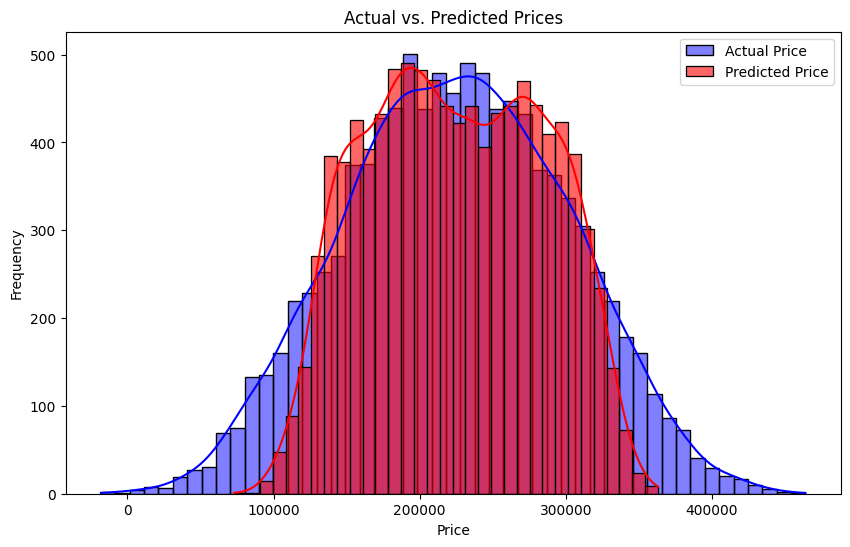 Actual vs. Predicted Prices
Actual Price
Predicted Price
500
400
300
200
100
0
Frequency
0 100000 200000 300000 400000
Price